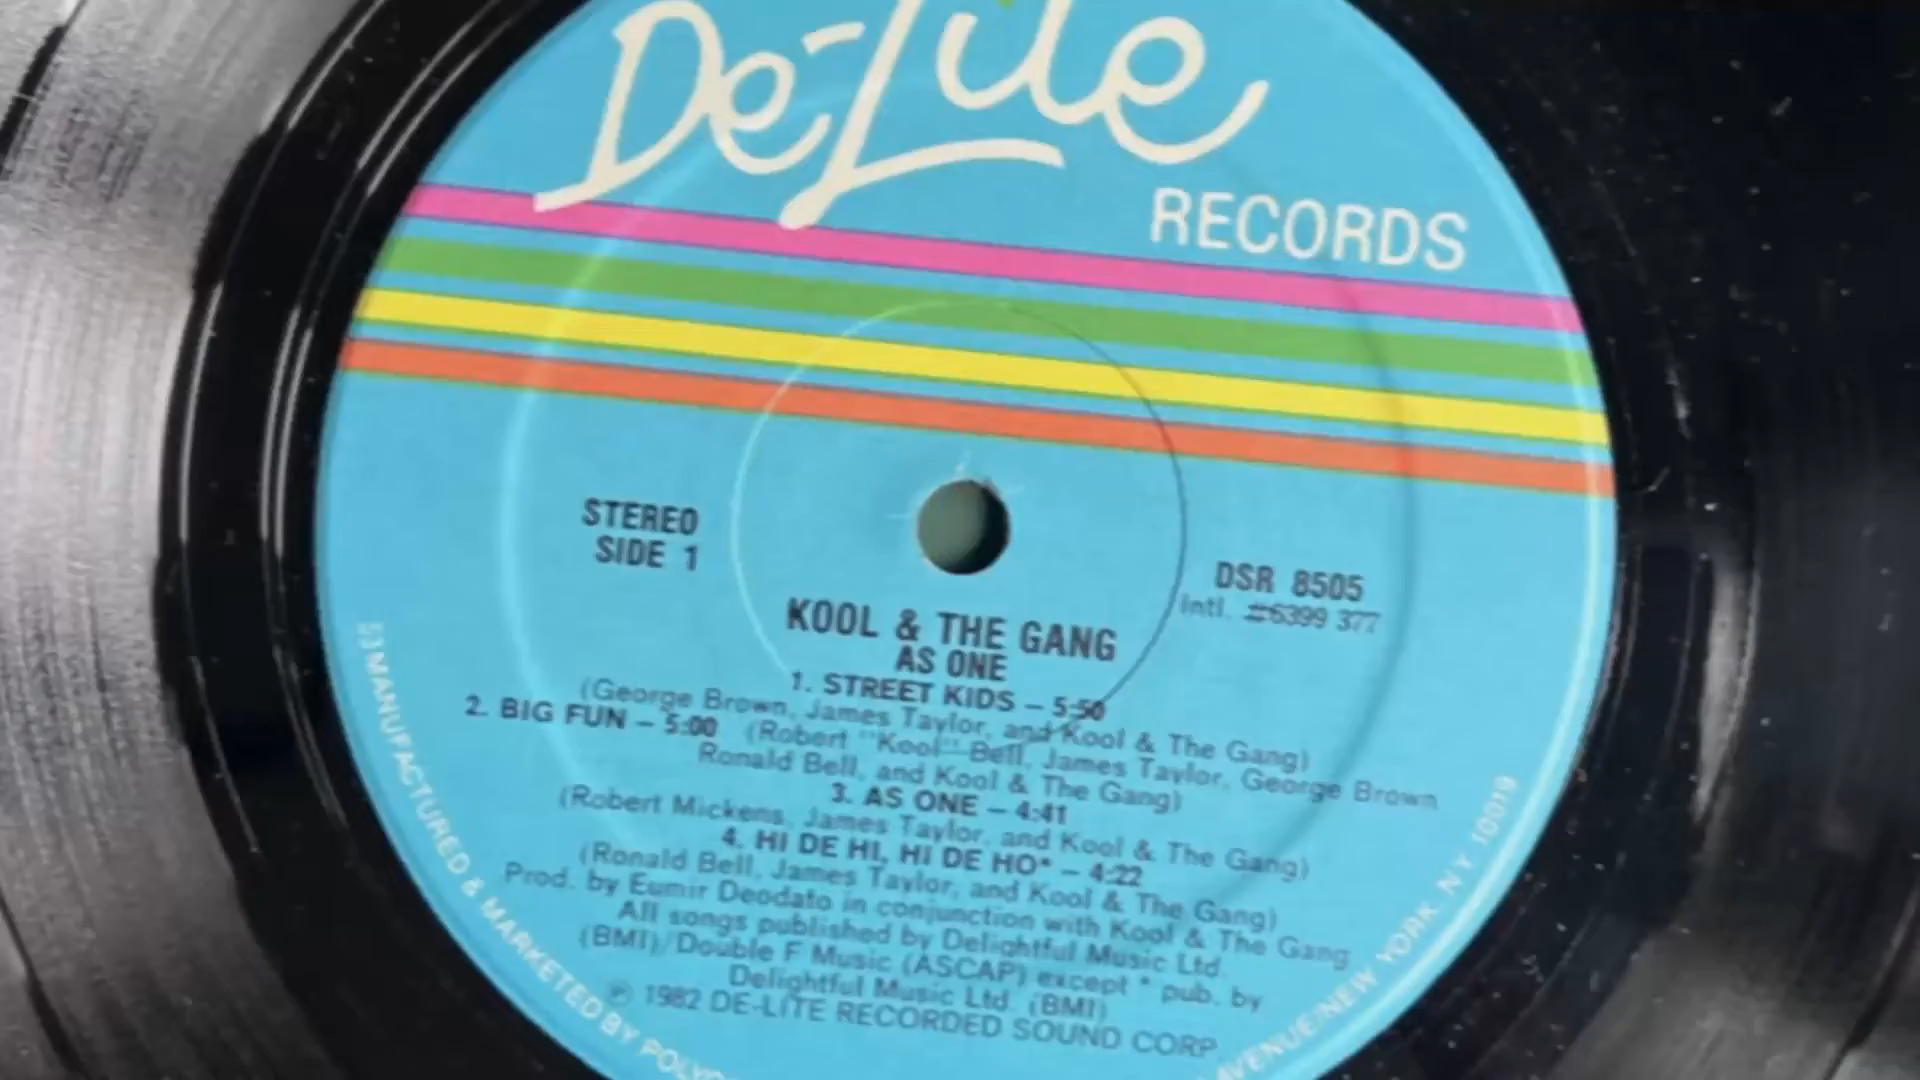 De-Lite
RECORDS
STEREO
SIDE 1
DSR 8505
Intl. #6399 377
KOOL & THE GANG
AS ONE
1. STREET KIDS – 5:50
(George Brown, James Taylor, and Kool & The Gang)
2. BIG FUN – 5:00 (Robert "Kool" Bell, James Taylor, George Brown
Ronald Bell, and Kool & The Gang)
3. AS ONE – 4:41
(Robert Mickens, James Taylor, and Kool & The Gang)
4. HI DE HI, HI DE HO* – 4:22
(Ronald Bell, James Taylor, and Kool & The Gang)
Prod. by Eumir Deodato in conjunction with Kool & The Gang
All songs published by Delightful Music Ltd.
(BMI)/Double F Music (ASCAP) except * pub. by
Delightful Music Ltd. (BMI)
℗ 1982 DE-LITE RECORDED SOUND CORP.
MANUFACTURED & MARKETED BY
AVENUE/NEW YORK, NY 10019